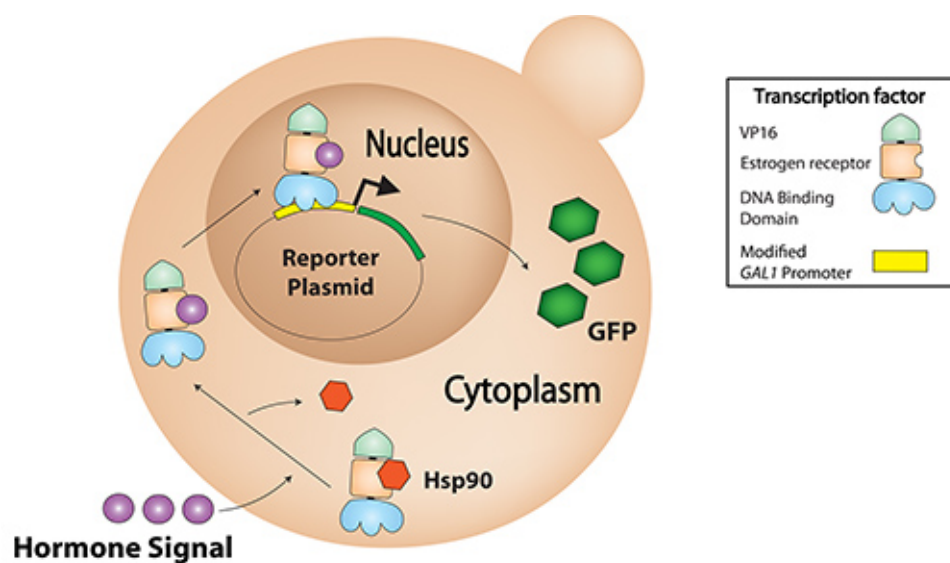 Nucleus
Reporter
Plasmid
GFP
Cytoplasm
Hsp90
Hormone Signal
Transcription factor
VP16
Estrogen receptor
DNA Binding
Domain
Modified
GAL1 Promoter